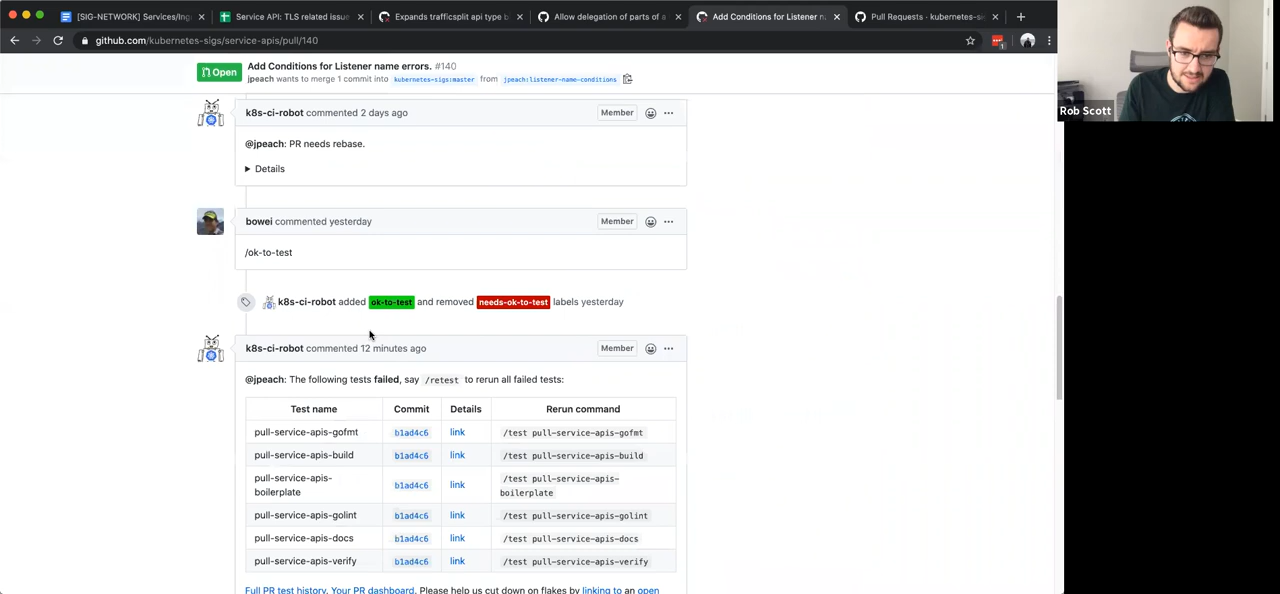 [SIG-NETWORK] Services/Ing
Service API: TLS related issue
Expands trafficsplit api type b
Allow delegation of parts of a
Add Conditions for Listener n
Pull Requests · kubernetes-si
github.com/kubernetes-sigs/service-apis/pull/140
Open
Add Conditions for Listener name errors. #140
jpeach wants to merge 1 commit into kubernetes-sigs:master from jpeach:listener-name-conditions
k8s-ci-robot commented 2 days ago Member
@jpeach: PR needs rebase.
Details
bowei commented yesterday Member
/ok-to-test
k8s-ci-robot added ok-to-test and removed needs-ok-to-test labels yesterday
k8s-ci-robot commented 12 minutes ago Member
@jpeach: The following tests failed, say /retest to rerun all failed tests:
Test name Commit Details Rerun command
pull-service-apis-gofmt b1ad4c6 link /test pull-service-apis-gofmt
pull-service-apis-build b1ad4c6 link /test pull-service-apis-build
pull-service-apis-
boilerplate b1ad4c6 link /test pull-service-apis-
boilerplate
pull-service-apis-golint b1ad4c6 link /test pull-service-apis-golint
pull-service-apis-docs b1ad4c6 link /test pull-service-apis-docs
pull-service-apis-verify b1ad4c6 link /test pull-service-apis-verify
Full PR test history. Your PR dashboard. Please help us cut down on flakes by linking to an open
Rob Scott